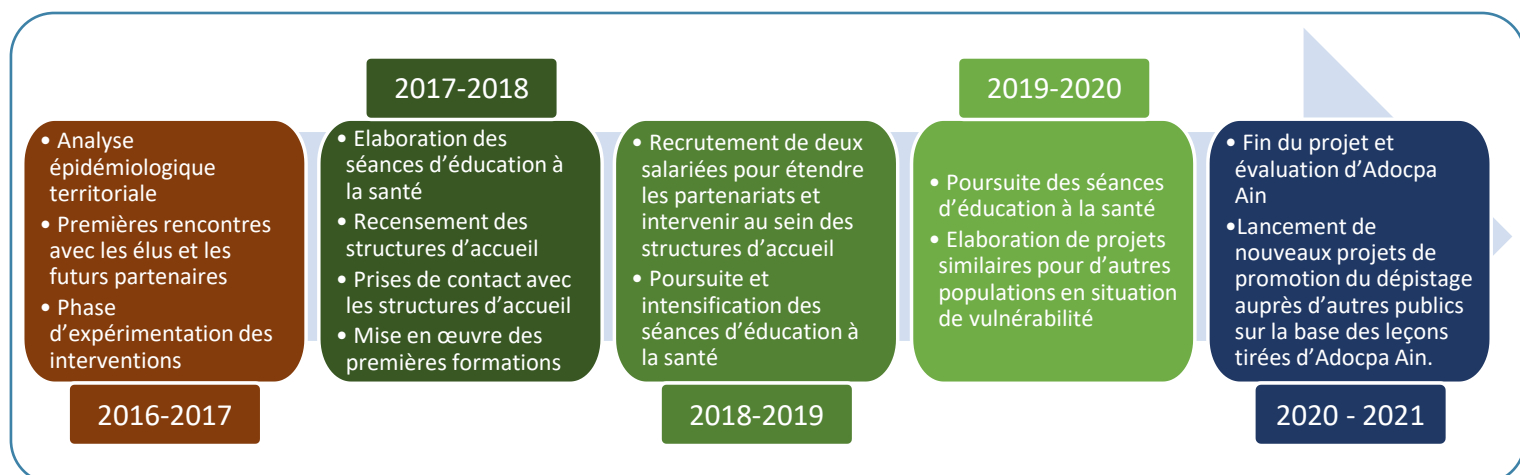 2016-2017
• Analyse
épidémiologique
territoriale
• Premières rencontres
avec les élus et les
futurs partenaires
• Phase
d’expérimentation des
interventions
2017-2018
• Elaboration des
séances d’éducation à
la santé
• Recensement des
structures d’accueil
• Prises de contact avec
les structures d’accueil
• Mise en œuvre des
premières formations
2018-2019
• Recrutement de deux
salariées pour étendre
les partenariats et
intervenir au sein des
structures d’accueil
• Poursuite et
intensification des
séances d’éducation à
la santé
2019-2020
• Poursuite des séances
d’éducation à la santé
• Elaboration de projets
similaires pour d’autres
populations en situation
de vulnérabilité
2020 - 2021
• Fin du projet et
évaluation d’Adocpa
Ain
•Lancement de
nouveaux projets de
promotion du dépistage
auprès d’autres publics
sur la base des leçons
tirées d’Adocpa Ain.